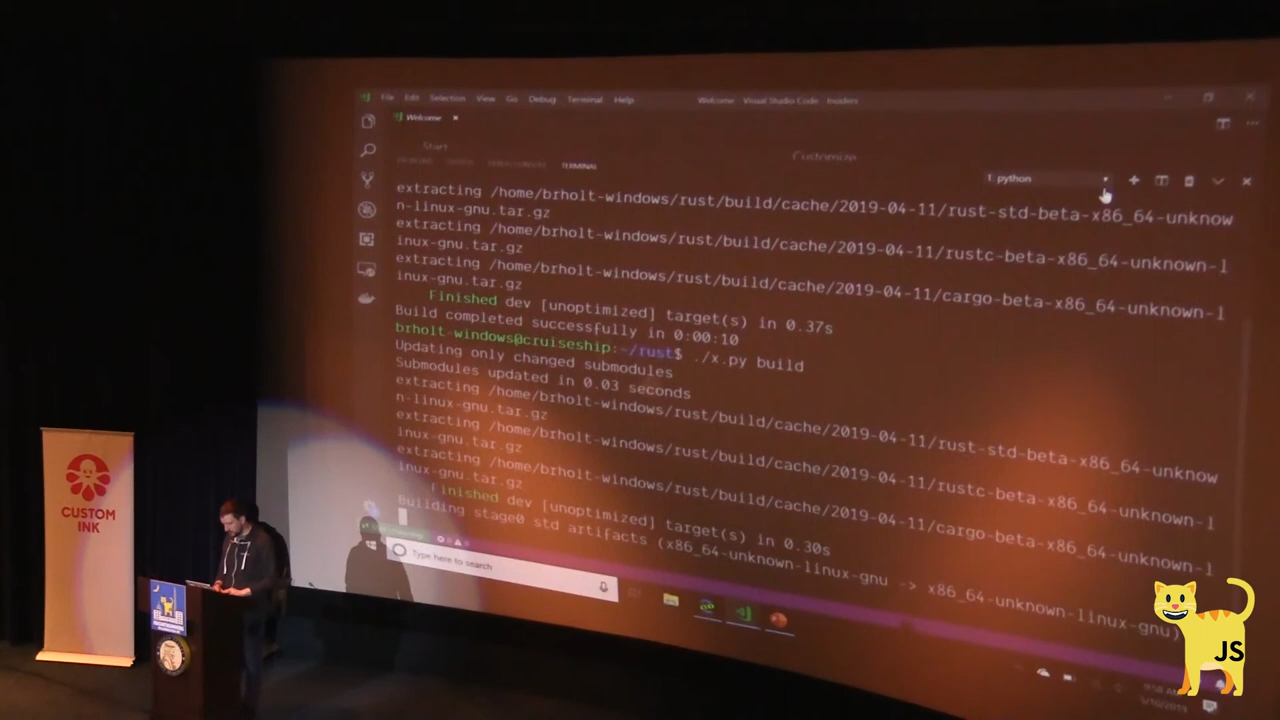 File Edit Selection View Go Debug Terminal Help
Welcome Visual Studio Code Insiders
Welcome ×
Start
Customize
TERMINAL
1: python
extracting /home/brholt-windows/rust/build/cache/2019-04-11/rust-std-beta-x86_64-unknow
n-linux-gnu.tar.gz
extracting /home/brholt-windows/rust/build/cache/2019-04-11/rustc-beta-x86_64-unknown-l
inux-gnu.tar.gz
extracting /home/brholt-windows/rust/build/cache/2019-04-11/cargo-beta-x86_64-unknown-l
inux-gnu.tar.gz
Finished dev [unoptimized] target(s) in 0.37s
Build completed successfully in 0:00:10
brholt-windows@cruiseship:~/rust$ ./x.py build
Updating only changed submodules
Submodules updated in 0.03 seconds
extracting /home/brholt-windows/rust/build/cache/2019-04-11/rust-std-beta-x86_64-unknow
n-linux-gnu.tar.gz
extracting /home/brholt-windows/rust/build/cache/2019-04-11/rustc-beta-x86_64-unknown-l
inux-gnu.tar.gz
extracting /home/brholt-windows/rust/build/cache/2019-04-11/cargo-beta-x86_64-unknown-l
inux-gnu.tar.gz
Finished dev [unoptimized] target(s) in 0.30s
Building stage0 std artifacts (x86_64-unknown-linux-gnu -> x86_64-unknown-linux-gnu)
Type here to search
5/10/2019
CUSTOM
INK
JS